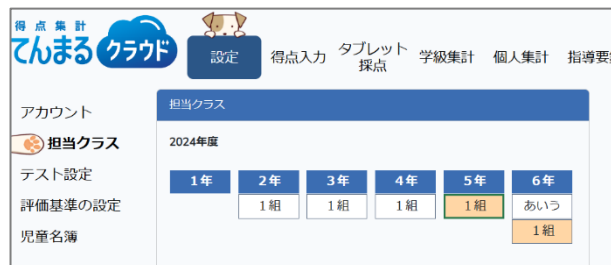 得点集計
てんまる クラウド
設定 得点入力 タブレット採点 学級集計 個人集計 指導要
アカウント
担当クラス
テスト設定
評価基準の設定
児童名簿
担当クラス
2024年度
1年 2年 3年 4年 5年 6年
1組 1組 1組 1組 あいう
1組